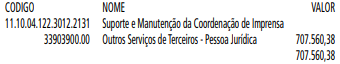 CODIGO NOME VALOR
11.10.04.122.3012.2131 Suporte e Manutenção da Coordenação de Imprensa
33903900.00 Outros Serviços de Terceiros - Pessoa Jurídica 707.560,38
707.560,38